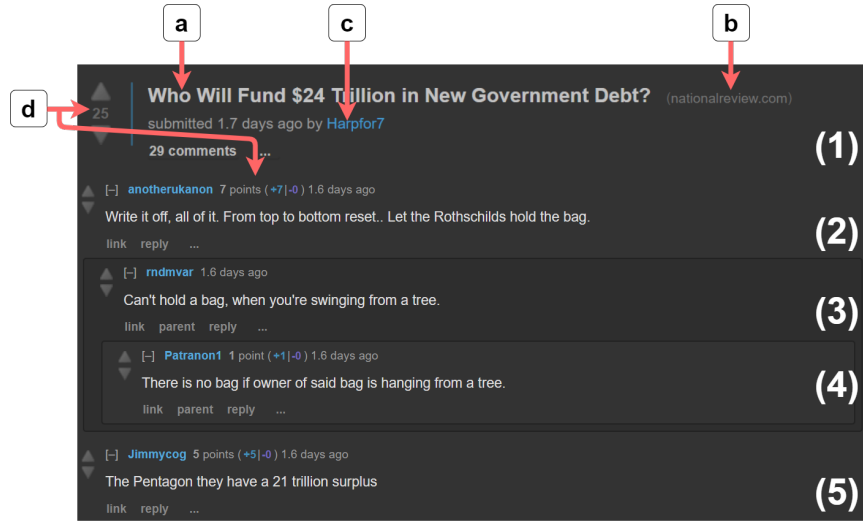 a
c
b
d
25
Who Will Fund $24 Trillion in New Government Debt? (nationalreview.com)
submitted 1.7 days ago by Harpfor7
29 comments ...
(1)
[–] anotherukanon 7 points (+7|-0) 1.6 days ago
Write it off, all of it. From top to bottom reset.. Let the Rothschilds hold the bag.
link reply ...
(2)
[–] rndmvar 1.6 days ago
Can't hold a bag, when you're swinging from a tree.
link parent reply ...
(3)
[–] Patranon1 1 point (+1|-0) 1.6 days ago
There is no bag if owner of said bag is hanging from a tree.
link parent reply ...
(4)
[–] Jimmycog 5 points (+5|-0) 1.6 days ago
The Pentagon they have a 21 trillion surplus
link reply ...
(5)